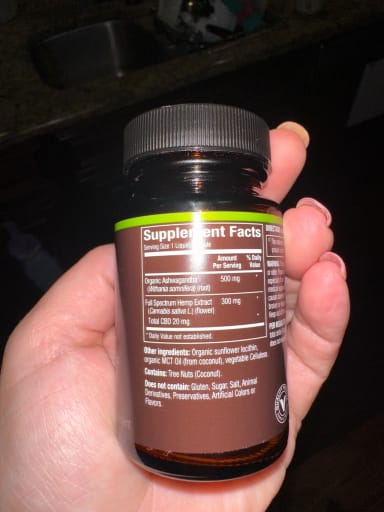 Supplement Facts
Serving Size 1 Liquid
Amount Per Serving
% Daily Value
Organic Ashwagandha 500 mg *
(Withania somnifera) (root)
Full Spectrum Hemp Extract 300 mg *
(Cannabis sativa L.) (flower)
Total CBD 20 mg *
* Daily Value not established.
Other ingredients: Organic sunflower lecithin,
organic MCT Oil (from coconut), vegetable Cellulose.
Contains: Tree Nuts (Coconut).
Does not contain: Gluten, Sugar, Salt, Animal
Derivatives, Preservatives, Artificial Colors or
Flavors.